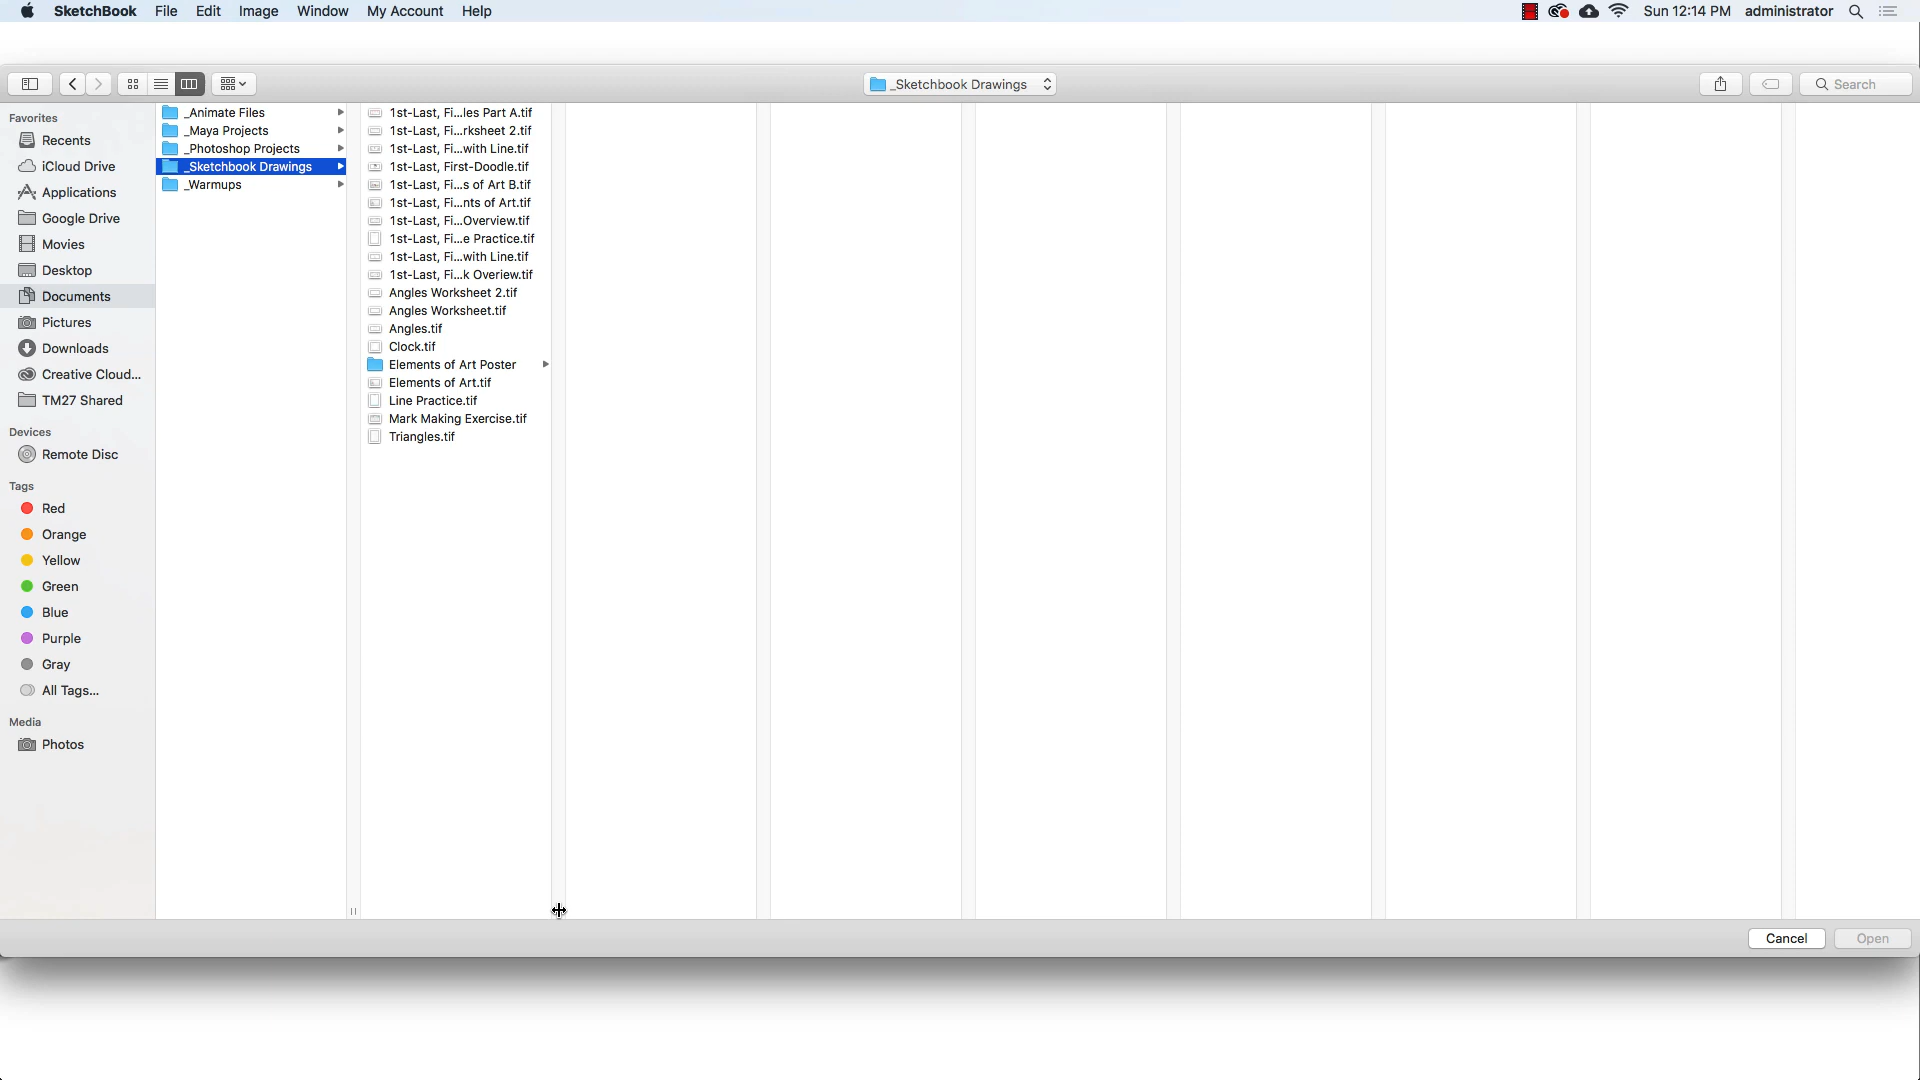 SketchBook File Edit Image Window My Account Help
Sun 12:14 PM administrator
_Sketchbook Drawings
Search
Favorites
Recents
iCloud Drive
Applications
Google Drive
Movies
Desktop
Documents
Pictures
Downloads
Creative Cloud...
TM27 Shared
Devices
Remote Disc
Tags
Red
Orange
Yellow
Green
Blue
Purple
Gray
All Tags...
Media
Photos
_Animate Files
_Maya Projects
_Photoshop Projects
_Sketchbook Drawings
_Warmups
1st-Last, Fi...les Part A.tif
1st-Last, Fi...rksheet 2.tif
1st-Last, Fi...with Line.tif
1st-Last, First-Doodle.tif
1st-Last, Fi...s of Art B.tif
1st-Last, Fi...nts of Art.tif
1st-Last, Fi...Overview.tif
1st-Last, Fi...e Practice.tif
1st-Last, Fi...with Line.tif
1st-Last, Fi...k Overiew.tif
Angles Worksheet 2.tif
Angles Worksheet.tif
Angles.tif
Clock.tif
Elements of Art Poster
Elements of Art.tif
Line Practice.tif
Mark Making Exercise.tif
Triangles.tif
Cancel
Open